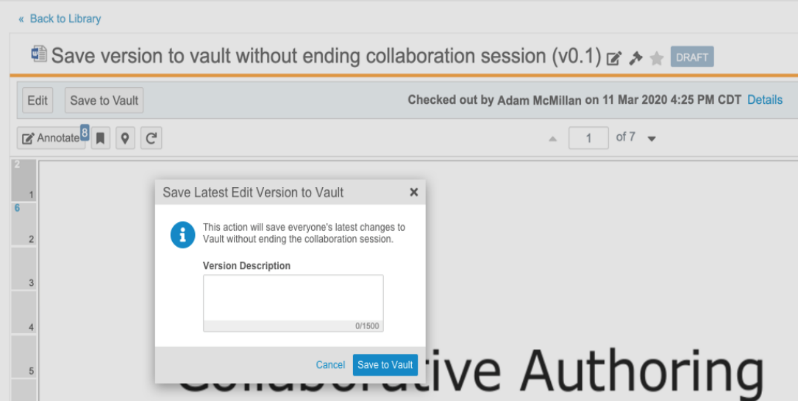 « Back to Library
Save version to vault without ending collaboration session (v0.1) DRAFT
Edit Save to Vault Checked out by Adam McMillan on 11 Mar 2020 4:25 PM CDT Details
Annotate 8 1 of 7
2
1
6
2
3
4
5
Save Latest Edit Version to Vault
This action will save everyone's latest changes to
Vault without ending the collaboration session.
Version Description
0/1500
Cancel Save to Vault
Collaborative Authoring